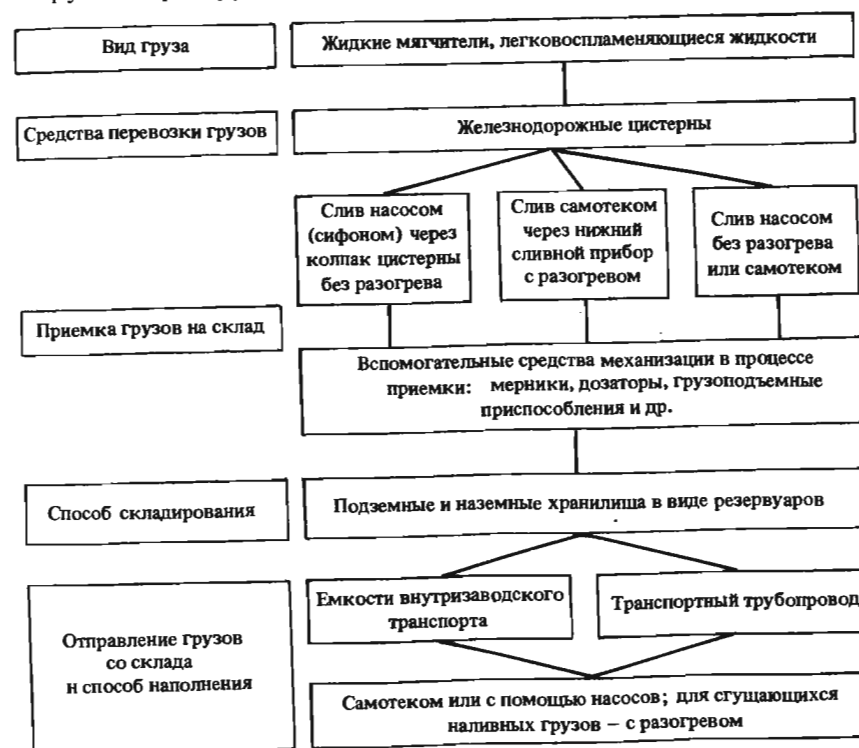 Вид груза
Жидкие мягчители, легковоспламеняющиеся жидкости
Средства перевозки грузов
Железнодорожные цистерны
Слив насосом
(сифоном) через
колпак цистерны
без разогрева
Слив самотеком
через нижний
сливной прибор
с разогревом
Слив насосом
без разогрева
или самотеком
Приемка грузов на склад
Вспомогательные средства механизации в процессе
приемки: мерники, дозаторы, грузоподъемные
приспособления и др.
Способ складирования
Подземные и наземные хранилища в виде резервуаров
Отправление грузов
со склада
н способ наполнения
Емкости внутризаводского
транспорта
Транспортный трубопровод
Самотеком или с помощью насосов; для сгущающихся
наливных грузов – с разогревом